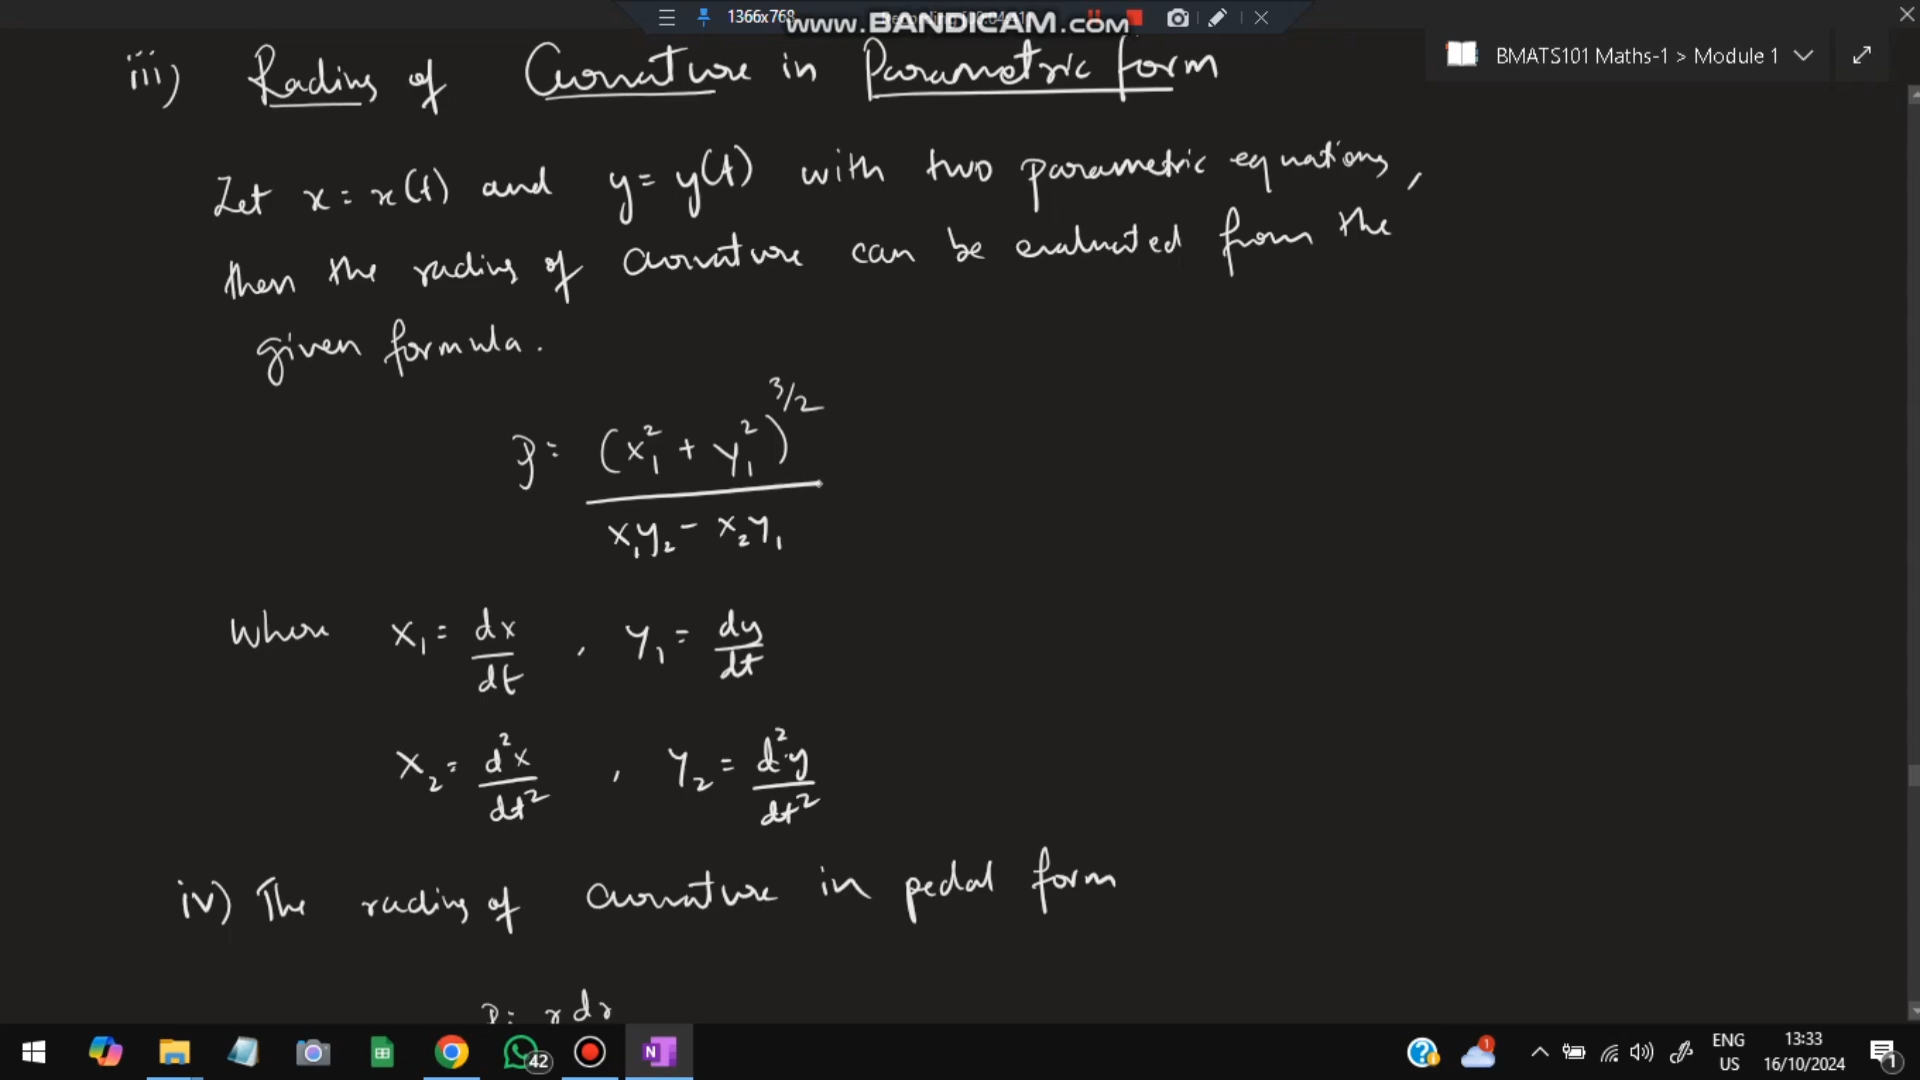 1366x768
www.BANDICAM.com
BMATS101 Maths-1 > Module 1
iii) Radius of Curvature in Parametric form
Let x = x(t) and y = y(t) with two parametric equations,
then the radius of curvature can be evaluated from the
given formula.
ρ = (x₁² + y₁²)^3/2
x₁y₂ - x₂y₁
Where x₁ = dx/dt , y₁ = dy/dt
x₂ = d²x/dt² , y₂ = d²y/dt²
iv) The radius of curvature in pedal form
ρ = r dr
42
N
1
ENG
US
13:33
16/10/2024
1